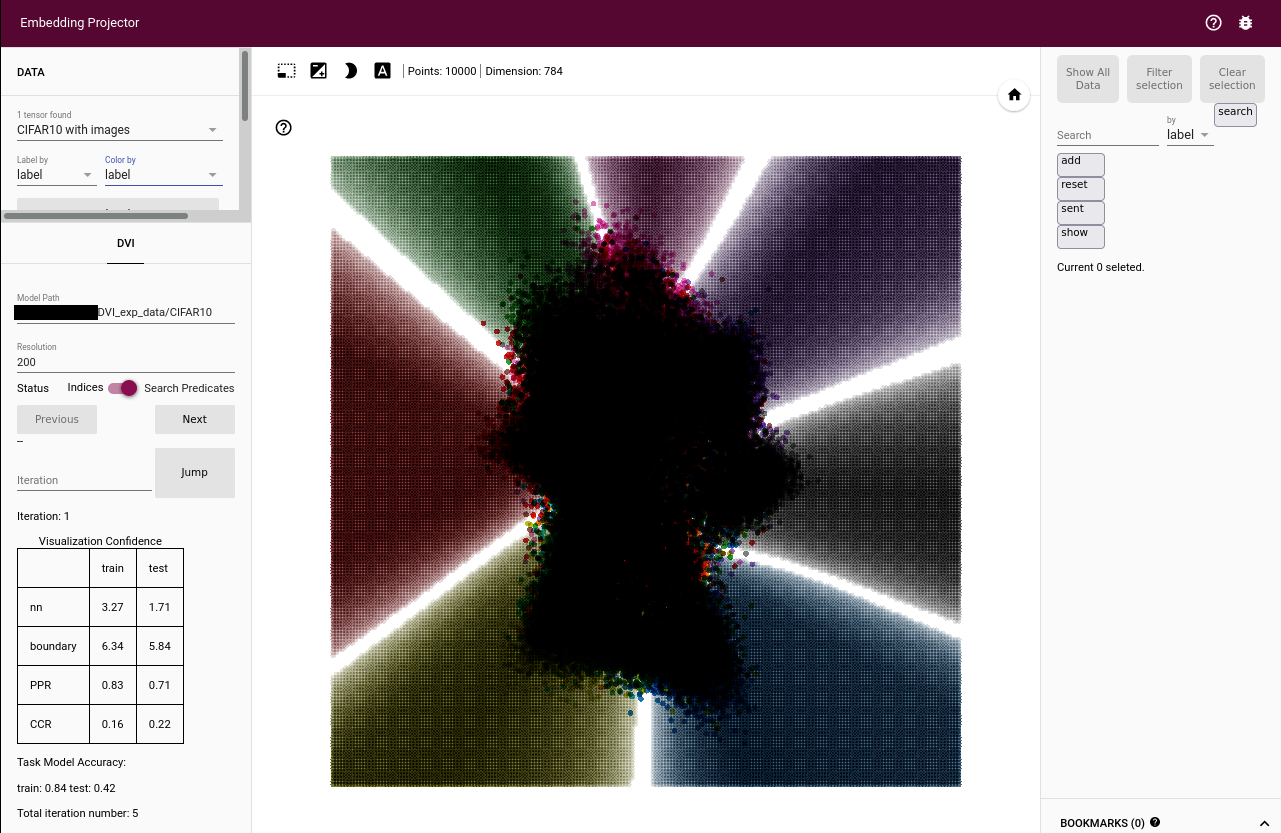 Embedding Projector
DATA
1 tensor found
CIFAR10 with images
Label by
label
Color by
label
DVI
Model Path
DVI_exp_data/CIFAR10
Resolution
200
Status
Indices
Search Predicates
Previous
Next
--
Iteration
Jump
Iteration: 1
Visualization Confidence
train test
nn 3.27 1.71
boundary 6.34 5.84
PPR 0.83 0.71
CCR 0.16 0.22
Task Model Accuracy:
train: 0.84 test: 0.42
Total iteration number: 5
A
Points: 10000
Dimension: 784
Show All
Data
Filter
selection
Clear
selection
Search
by
label
search
add
reset
sent
show
Current 0 seleted.
BOOKMARKS (0)